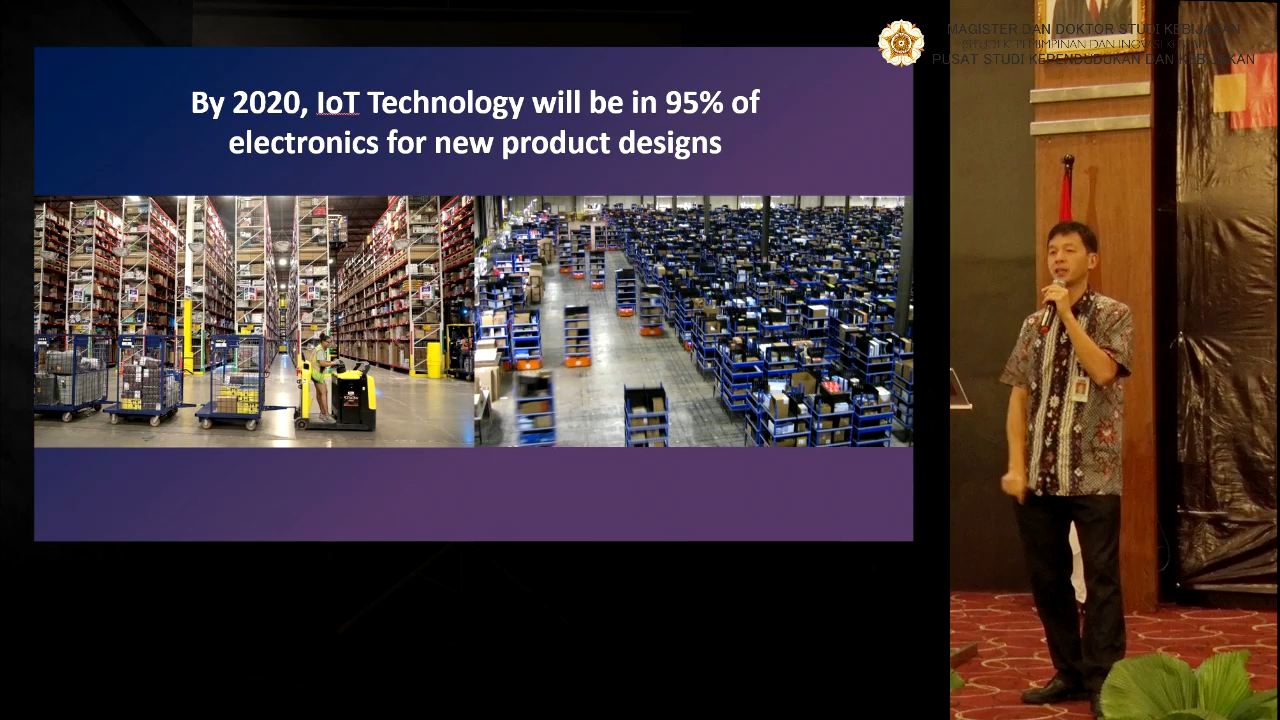 By 2020, IoT Technology will be in 95% of
electronics for new product designs
MAGISTER DAN DOKTOR STUDI KEBIJAKAN
PUSAT STUDI KEPENDUDUKAN DAN KEBIJAKAN